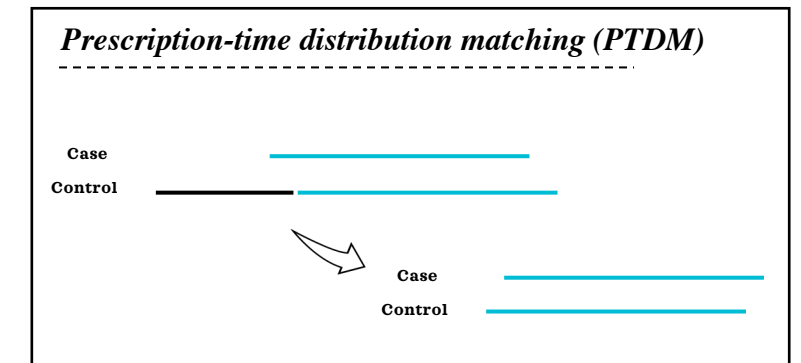 Prescription-time distribution matching (PTDM)
Case
Control
Case
Control